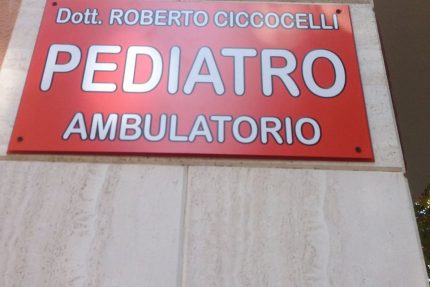 Dott. ROBERTO CICCOCELLI
PEDIATRO
AMBULATORIO